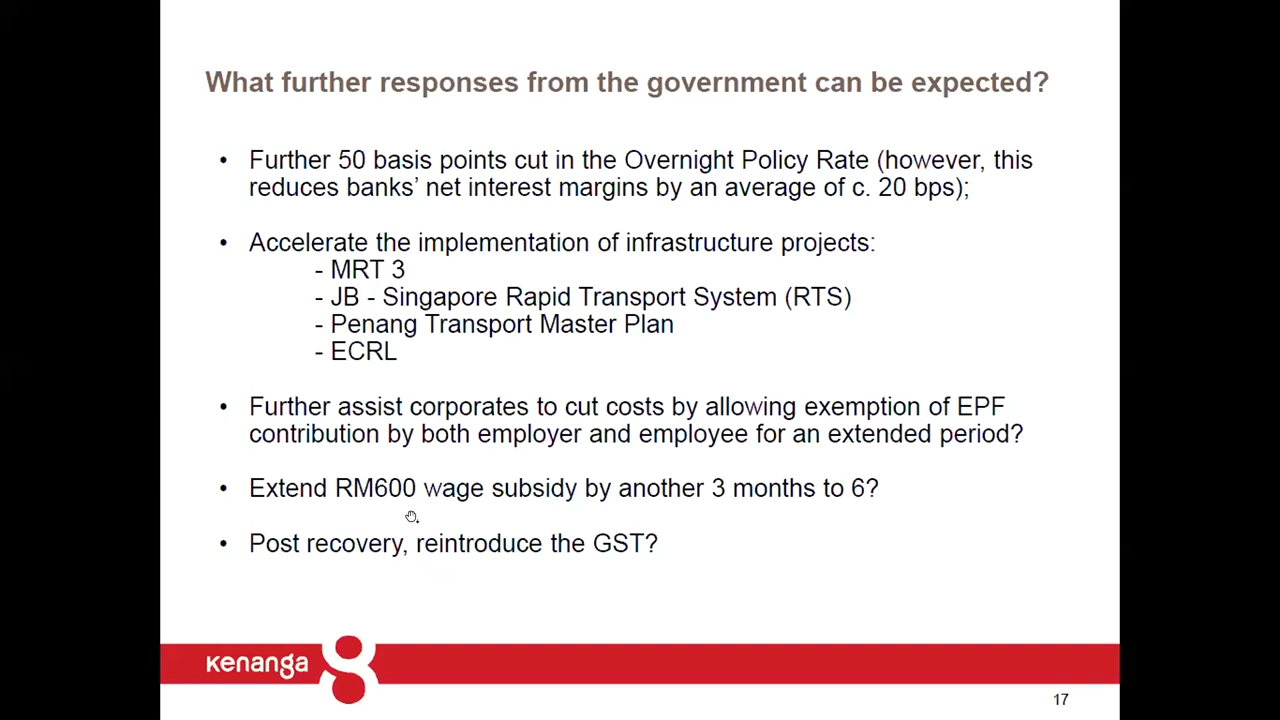 What further responses from the government can be expected?
• Further 50 basis points cut in the Overnight Policy Rate (however, this
reduces banks’ net interest margins by an average of c. 20 bps);
• Accelerate the implementation of infrastructure projects:
- MRT 3
- JB - Singapore Rapid Transport System (RTS)
- Penang Transport Master Plan
- ECRL
• Further assist corporates to cut costs by allowing exemption of EPF
contribution by both employer and employee for an extended period?
• Extend RM600 wage subsidy by another 3 months to 6?
• Post recovery, reintroduce the GST?
kenanga
17